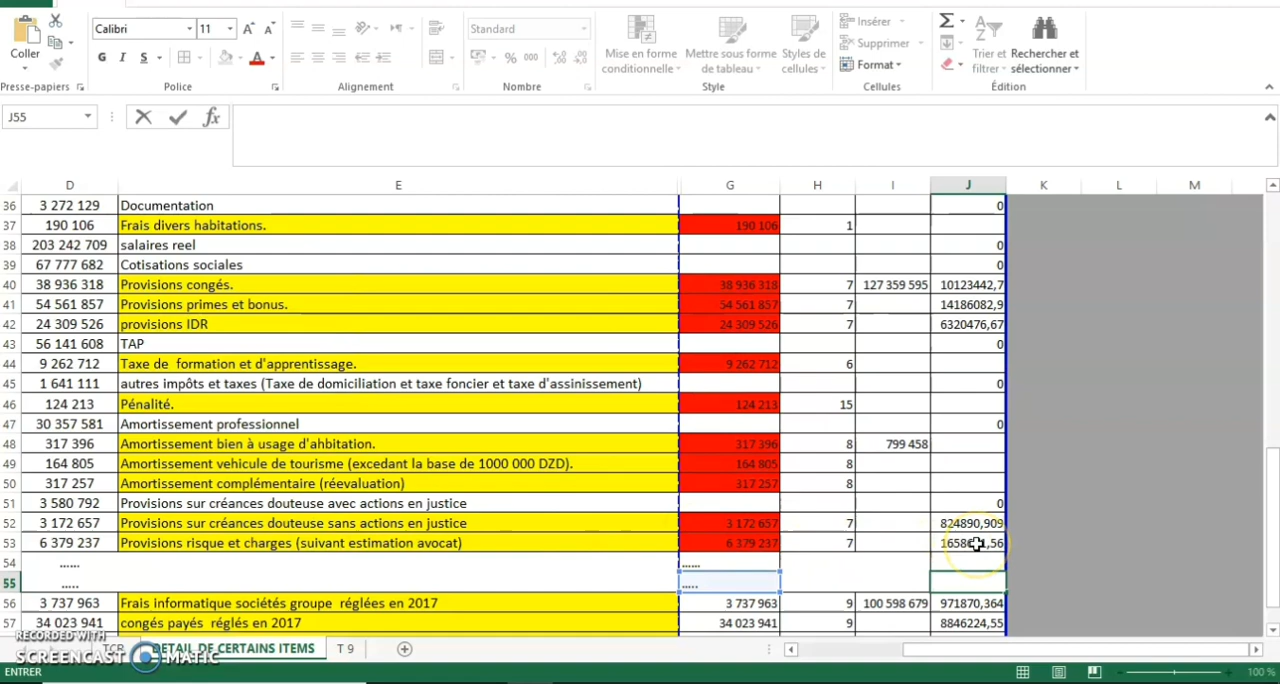 Calibri 11 Standard
Coller
G I S
% 000
Mise en forme conditionnelle
Mettre sous forme de tableau
Styles de cellules
Insérer
Supprimer
Format
Trier et filtrer
Rechercher et sélectionner
Presse-papiers Police Alignement Nombre Style Cellules Édition
J55 fx
D E G H I J K L M
36 3 272 129 Documentation 0
37 190 106 Frais divers habitations. 190 106 1
38 203 242 709 salaires reel 0
39 67 777 682 Cotisations sociales 0
40 38 936 318 Provisions congés. 38 936 318 7 127 359 595 10123442,7
41 54 561 857 Provisions primes et bonus. 54 561 857 7 14186082,9
42 24 309 526 provisions IDR 24 309 526 7 6320476,67
43 56 141 608 TAP 0
44 9 262 712 Taxe de formation et d'apprentissage. 9 262 712 6
45 1 641 111 autres impôts et taxes (Taxe de domiciliation et taxe foncier et taxe d'assinissement) 0
46 124 213 Pénalité. 124 213 15
47 30 357 581 Amortissement professionnel 0
48 317 396 Amortissement bien à usage d'ahbitation. 317 396 8 799 458
49 164 805 Amortissement vehicule de tourisme (excedant la base de 1000 000 DZD). 164 805 8
50 317 257 Amortissement complémentaire (réevaluation) 317 257 8
51 3 580 792 Provisions sur créances douteuse avec actions en justice 0
52 3 172 657 Provisions sur créances douteuse sans actions en justice 3 172 657 7 824890,909
53 6 379 237 Provisions risque et charges (suivant estimation avocat) 6 379 237 7
54 ...... ......
55 ..... .....
56 3 737 963 Frais informatique sociétés groupe réglées en 2017 3 737 963 9 100 598 679 971870,364
57 34 023 941 congés payés réglés en 2017 34 023 941 9 8846224,55
RECORDED WITH
SCREENCAST MATIC
TCR DETAIL DE CERTAINS ITEMS T 9
ENTRER 100 %